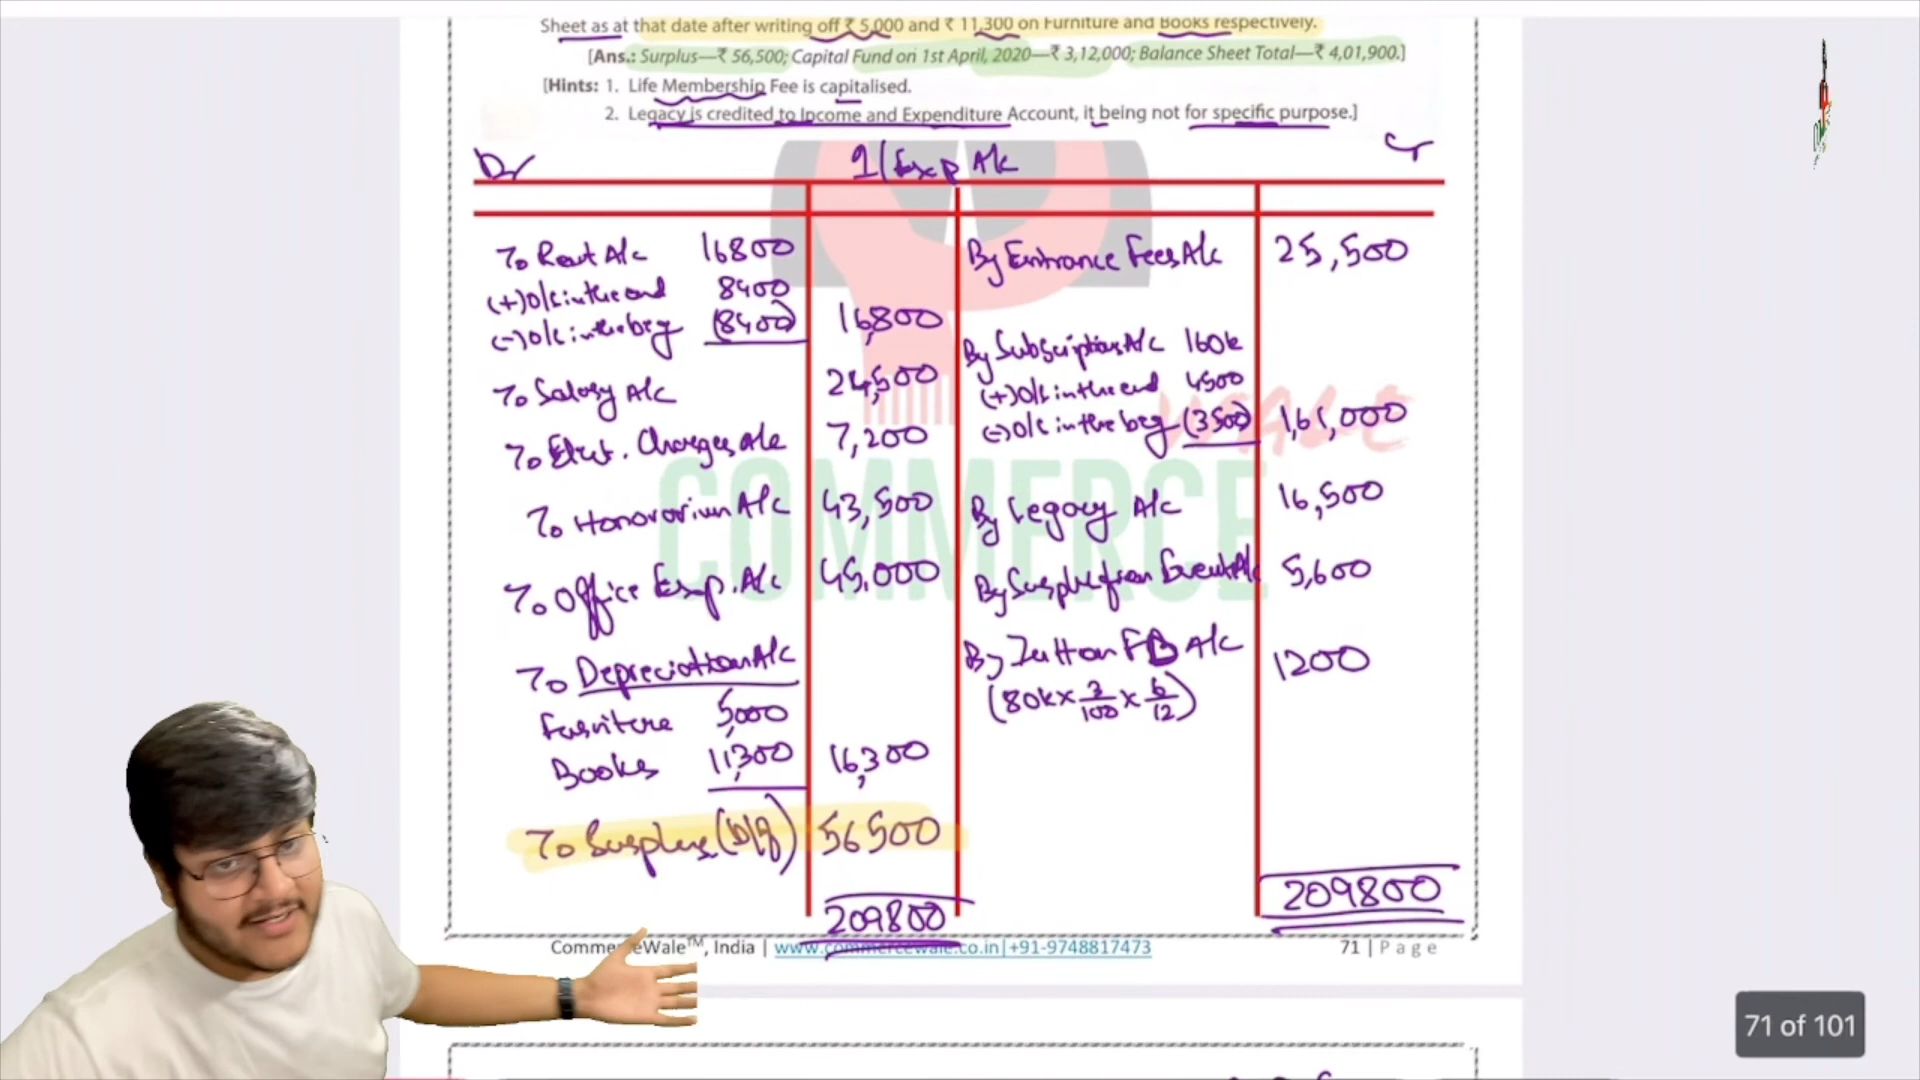 Sheet as at that date after writing off ₹ 5,000 and ₹ 11,300 on Furniture and Books respectively.
[Ans.: Surplus—₹ 56,500; Capital Fund on 1st April, 2020—₹ 3,12,000; Balance Sheet Total—₹ 4,01,900.]
[Hints: 1. Life Membership Fee is capitalised.
2. Legacy is credited to Income and Expenditure Account, it being not for specific purpose.]
Dr I/Exp A/c Cr
To Rent A/c 16800
(+) O/s in the end 8400
(-) O/s in the beg (8400) 16,800
To Salary A/c 24,500
To Elect. Charges A/c 7,200
To Honorarium A/c 43,500
To Office Exp. A/c 45,000
To Depreciation A/c
Furniture 5,000
Books 11,300 16,300
To Surplus (b/f) 56500
209800
By Entrance Fees A/c 25,500
By Subscription A/c 160k
(+) O/s in the end 4500
(-) O/s in the beg (3500) 1,61,000
By Legacy A/c 16,500
By Surplus from Event A/c 5,600
By Int on FD A/c 1200
(80k x 3/100 x 6/12)
209800
COMMERCE
WALE
CommerceWale™, India | www.commercewale.co.in|+91-9748817473 71 | Page
71 of 101